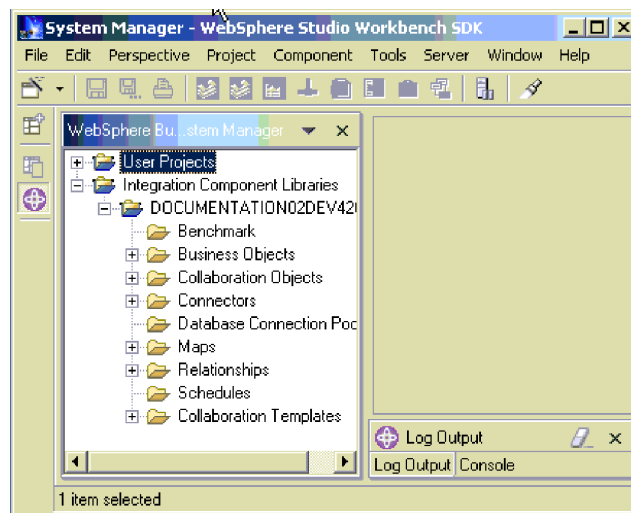 System Manager - WebSphere Studio Workbench SDK
File Edit Perspective Project Component Tools Server Window Help
WebSphere Bu...stem Manager
User Projects
Integration Component Libraries
DOCUMENTATION02DEV42
Benchmark
Business Objects
Collaboration Objects
Connectors
Database Connection Poo
Maps
Relationships
Schedules
Collaboration Templates
Log Output
Log Output Console
1 item selected